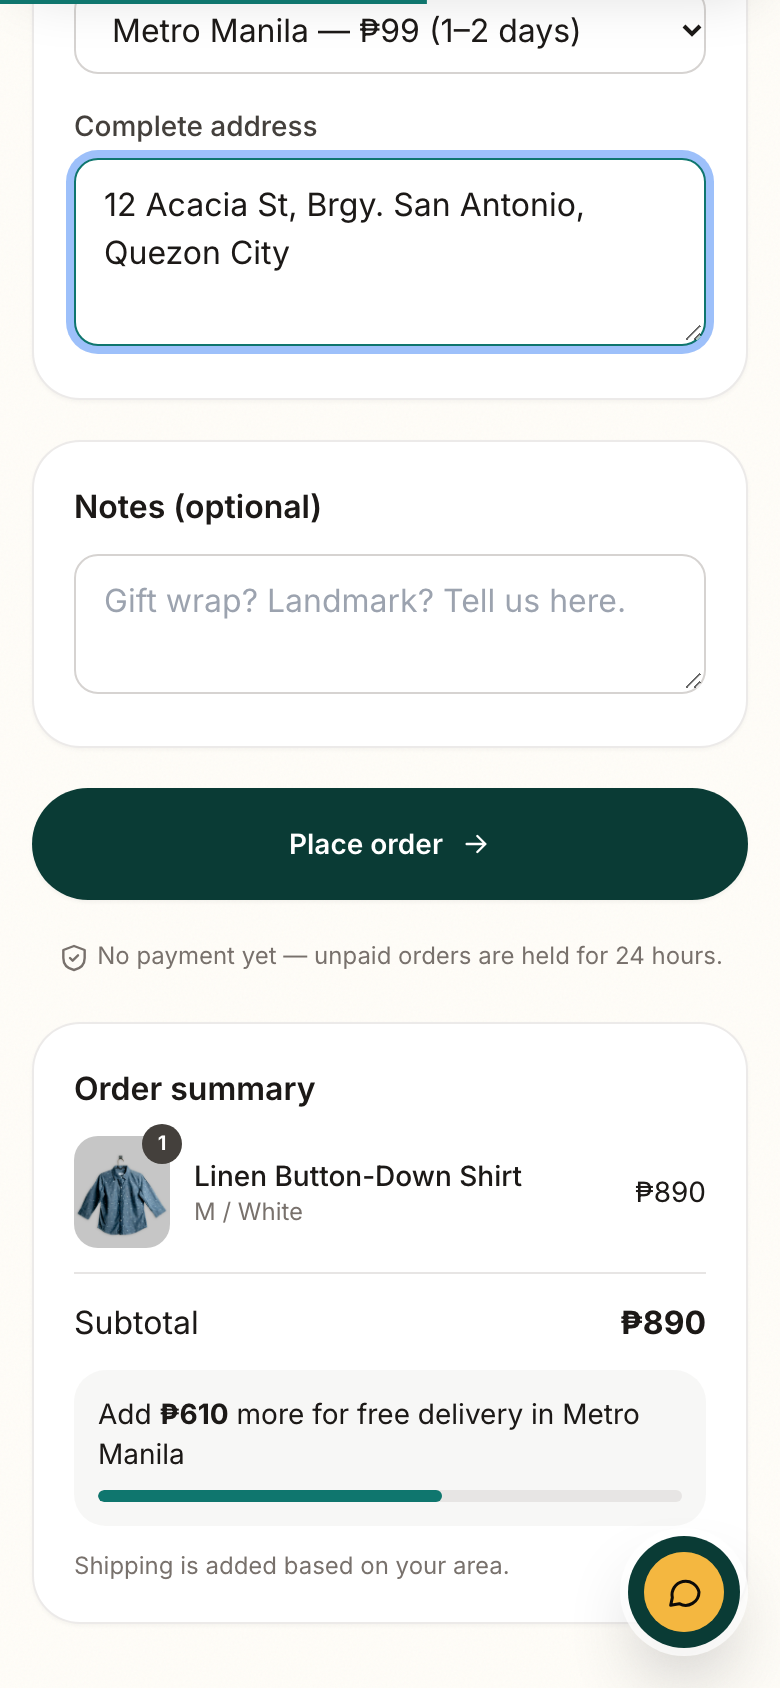 Metro Manila — ₱99 (1–2 days)
Complete address
12 Acacia St, Brgy. San Antonio,
Quezon City
Notes (optional)
Gift wrap? Landmark? Tell us here.
Place order →
No payment yet — unpaid orders are held for 24 hours.
Order summary
1
Linen Button-Down Shirt
M / White
₱890
Subtotal
₱890
Add ₱610 more for free delivery in Metro
Manila
Shipping is added based on your area.